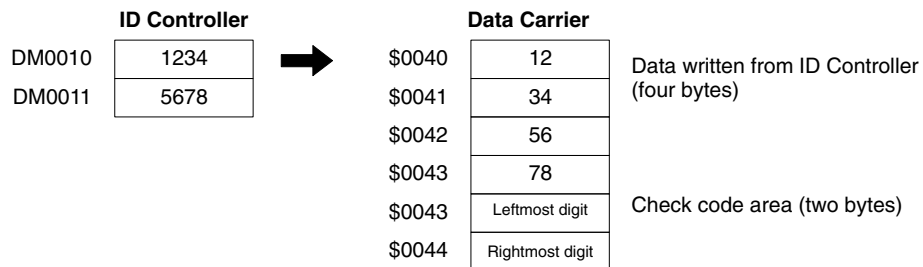 ID Controller
Data Carrier
DM0010 1234
DM0011 5678
$0040 12
$0041 34
$0042 56
$0043 78
$0043 Leftmost digit
$0044 Rightmost digit
Data written from ID Controller
(four bytes)
Check code area (two bytes)